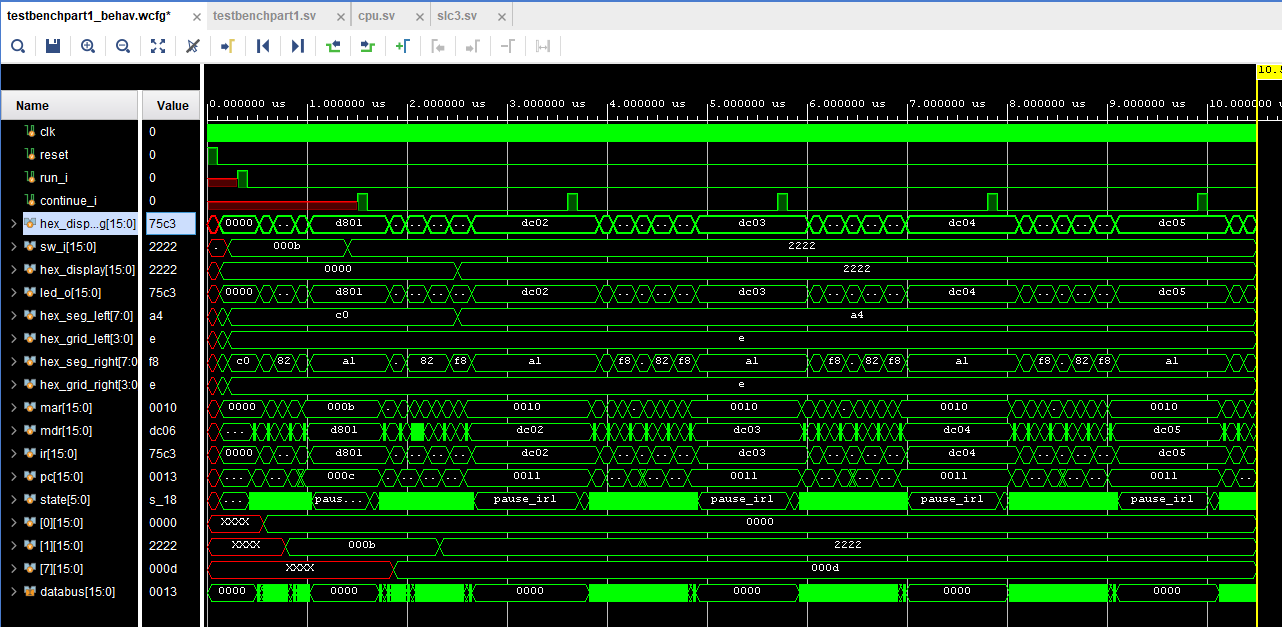 testbenchpart1_behav.wcfg* × testbenchpart1.sv × cpu.sv × slc3.sv ×
10.5
Name Value
0.000000 us 1.000000 us 2.000000 us 3.000000 us 4.000000 us 5.000000 us 6.000000 us 7.000000 us 8.000000 us 9.000000 us 10.000000 us
clk 0
reset 0
run_i 0
continue_i 0
hex_disp...g[15:0] 75c3 0000 .. . d801 . .. .. dc02 .. . .. dc03 .. . .. dc04 .. . .. dc05
sw_i[15:0] 2222 . 000b 2222
hex_display[15:0] 2222 0000 2222
led_o[15:0] 75c3 0000 .. . d801 . .. .. dc02 .. . .. dc03 .. . .. dc04 .. . .. dc05
hex_seg_left[7:0] a4 c0 a4
hex_grid_left[3:0] e e
hex_seg_right[7:0 f8 c0 82 a1 . 82 f8 a1 f8 . 82 f8 a1 f8 . 82 f8 a1 f8 . 82 f8 a1
hex_grid_right[3:0 e e
mar[15:0] 0010 0000 000b . . 0010 . . 0010 . . 0010 . . 0010
mdr[15:0] dc06 ... d801 dc02 dc03 dc04 dc05
ir[15:0] 75c3 0000 .. . d801 . .. .. dc02 .. . .. dc03 .. . .. dc04 .. . .. dc05
pc[15:0] 0013 ... 000c . .. .. 0011 .. .. 0011 .. .. 0011 .. .. 0011
state[5:0] s_18 ... paus... pause_ir1 pause_ir1 pause_ir1 pause_ir1
[0][15:0] 0000 XXXX 0000
[1][15:0] 2222 XXXX 000b 2222
[7][15:0] 000d XXXX 000d
databus[15:0] 0013 0000 0000 0000 0000 0000 0000